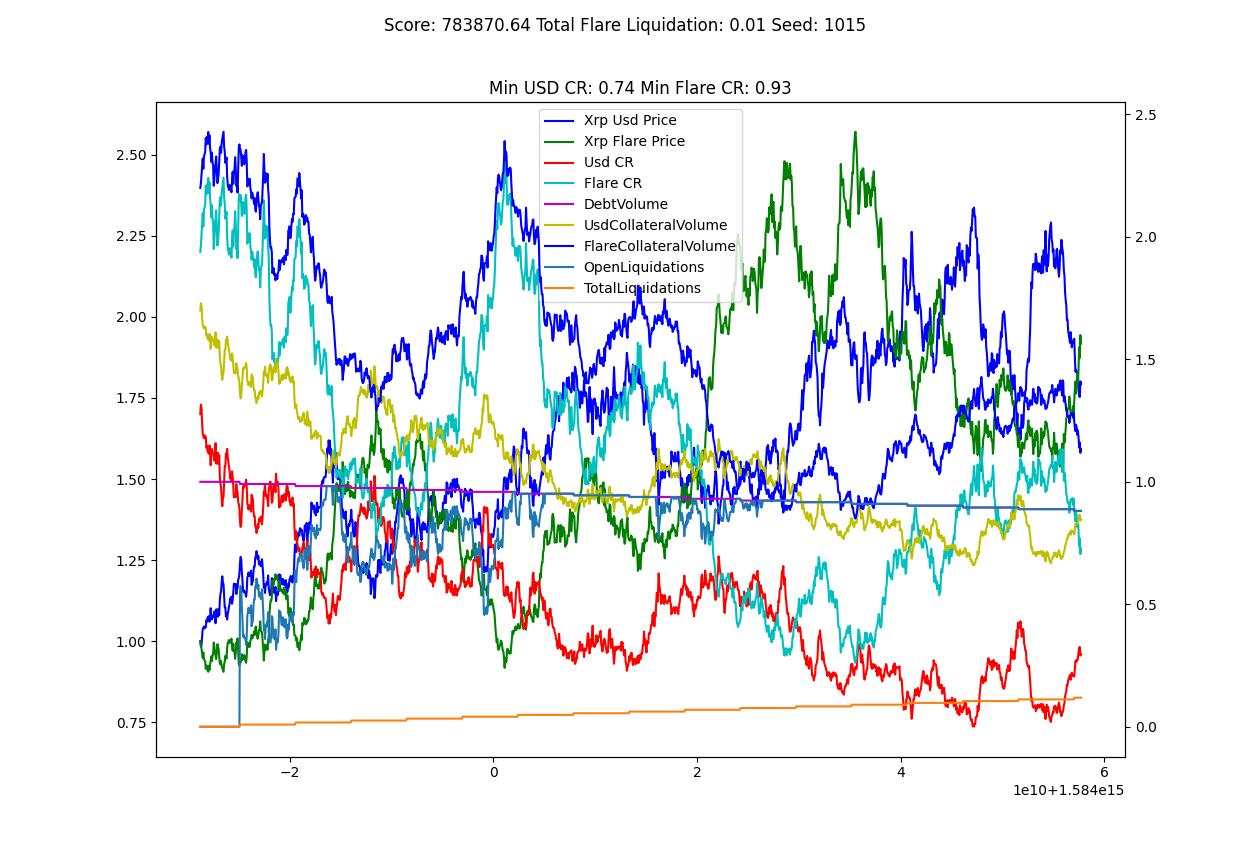 Score: 783870.64 Total Flare Liquidation: 0.01 Seed: 1015
Min USD CR: 0.74 Min Flare CR: 0.93
Xrp Usd Price
Xrp Flare Price
Usd CR
Flare CR
DebtVolume
UsdCollateralVolume
FlareCollateralVolume
OpenLiquidations
TotalLiquidations
2.50
2.25
2.00
1.75
1.50
1.25
1.00
0.75
2.5
2.0
1.5
1.0
0.5
0.0
−2 0 2 4 6
1e10+1.584e15